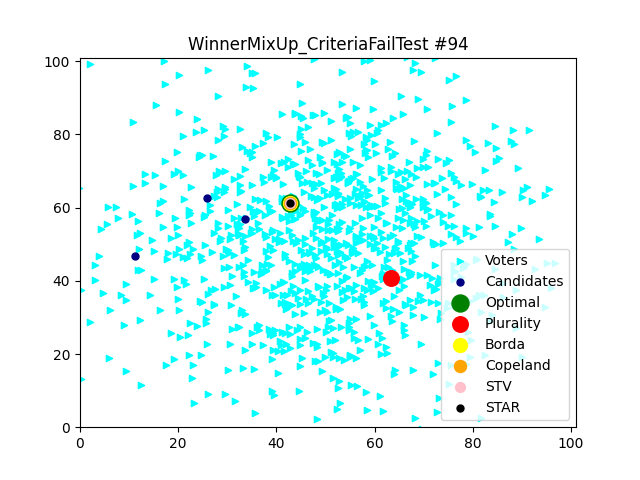 WinnerMixUp_CriteriaFailTest #94
100
80
60
40
20
0
0 20 40 60 80 100
Voters
Candidates
Optimal
Plurality
Borda
Copeland
STV
STAR